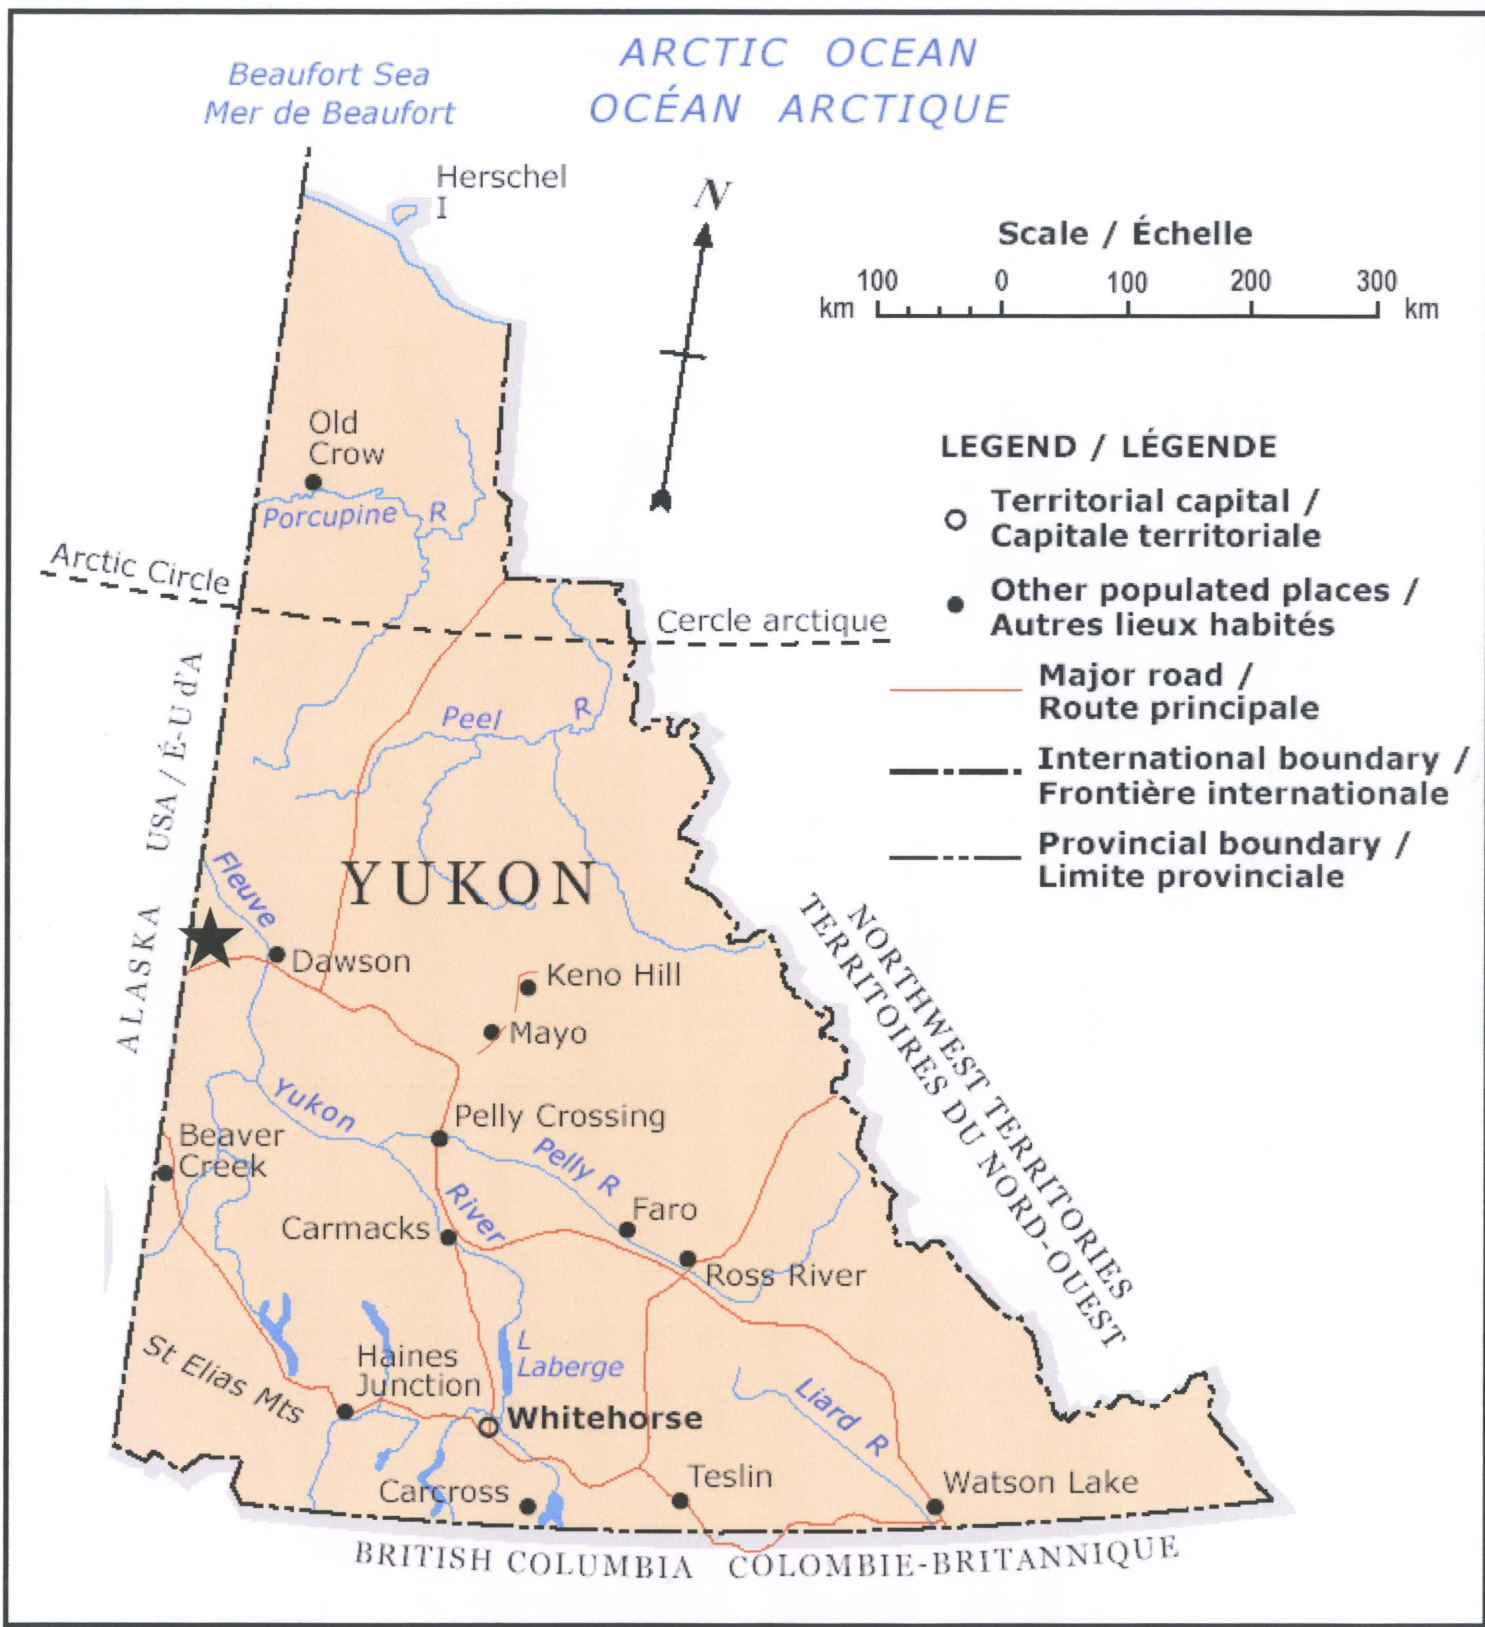 ARCTIC OCEAN
OCÉAN ARCTIQUE
Beaufort Sea
Mer de Beaufort
Herschel
I
N
Scale / Échelle
100 0 100 200 300
km km
Old
Crow
Porcupine R
Arctic Circle
Cercle arctique
LEGEND / LÉGENDE
Territorial capital /
Capitale territoriale
Other populated places /
Autres lieux habités
Major road /
Route principale
International boundary /
Frontière internationale
Provincial boundary /
Limite provinciale
Peel R
ALASKA USA / É-U d'A
YUKON
Fleuve
Dawson
Keno Hill
Mayo
NORTHWEST TERRITORIES
TERRITOIRES DU NORD-OUEST
Yukon
River
Pelly Crossing
Pelly R
Beaver
Creek
Carmacks
Faro
Ross River
St Elias Mts
Haines
Junction
L
Laberge
Whitehorse
Liard R
Carcross
Teslin
Watson Lake
BRITISH COLUMBIA COLOMBIE-BRITANNIQUE